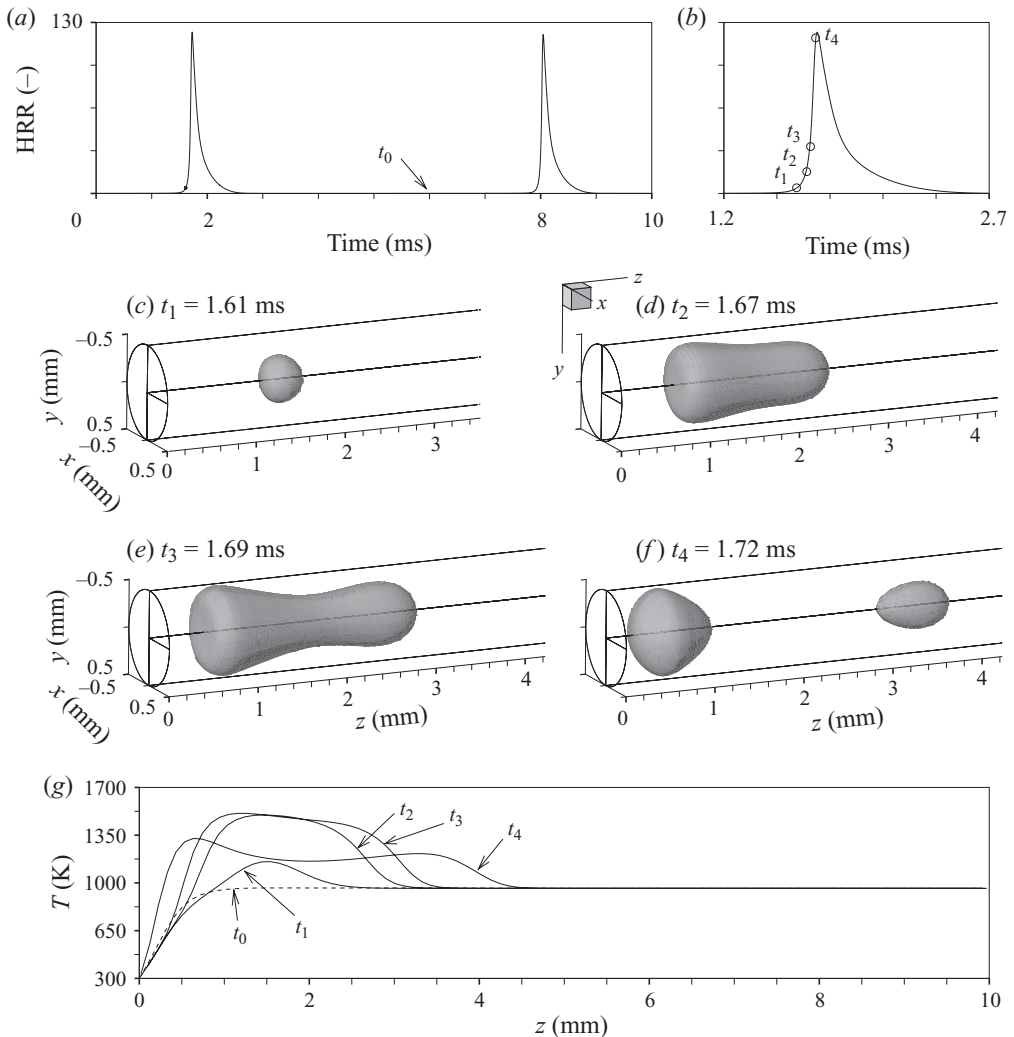 (a)
130
HRR (–)
t0
0
2
8
10
Time (ms)
(b)
t4
t3
t2
t1
1.2
2.7
Time (ms)
(c) t1 = 1.61 ms
–0.5
y (mm)
0.5
–0.5
x (mm)
0.5
0
1
2
3
z
x
y
(d) t2 = 1.67 ms
0
1
2
3
4
(e) t3 = 1.69 ms
–0.5
y (mm)
0.5
–0.5
x (mm)
0.5
0
1
2
3
4
z (mm)
(f) t4 = 1.72 ms
0
1
2
3
4
z (mm)
(g)
1700
1350
1000
650
300
T (K)
t2
t3
t4
t0
t1
0
2
4
6
8
10
z (mm)